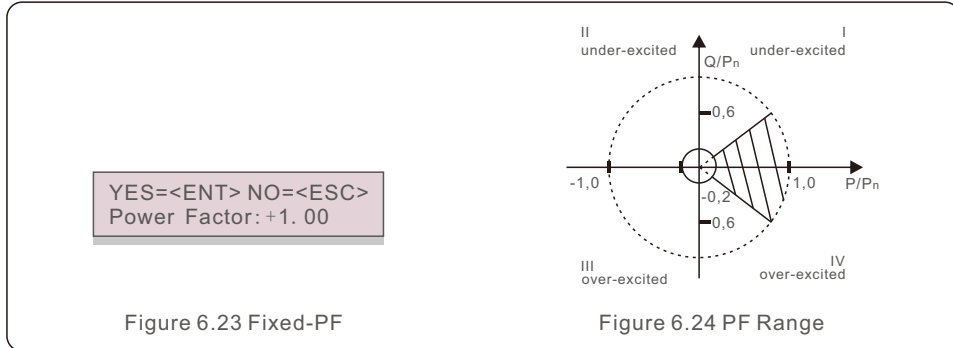 YES=<ENT> NO=<ESC>
Power Factor:+1. 00
Figure 6.23 Fixed-PF
II
under-excited
I
under-excited
Q/Pn
0,6
-1,0
1,0
P/Pn
-0,2
0,6
III
over-excited
IV
over-excited
Figure 6.24 PF Range